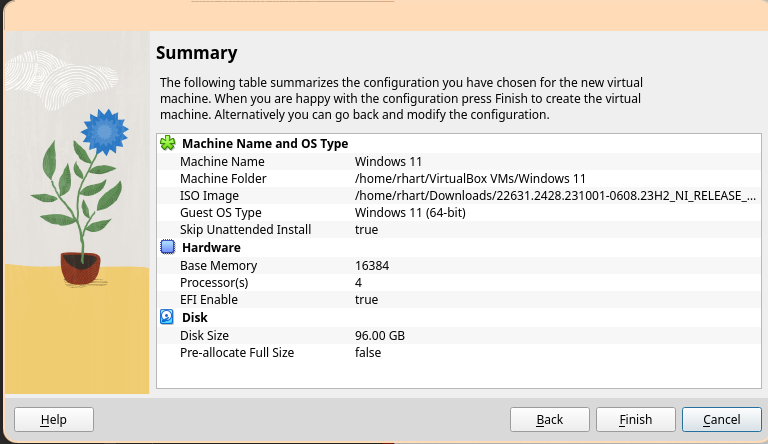 Summary
The following table summarizes the configuration you have chosen for the new virtual
machine. When you are happy with the configuration press Finish to create the virtual
machine. Alternatively you can go back and modify the configuration.
Machine Name and OS Type
Machine Name Windows 11
Machine Folder /home/rhart/VirtualBox VMs/Windows 11
ISO Image /home/rhart/Downloads/22631.2428.231001-0608.23H2_NI_RELEASE_...
Guest OS Type Windows 11 (64-bit)
Skip Unattended Install true
Hardware
Base Memory 16384
Processor(s) 4
EFI Enable true
Disk
Disk Size 96.00 GB
Pre-allocate Full Size false
Help Back Finish Cancel